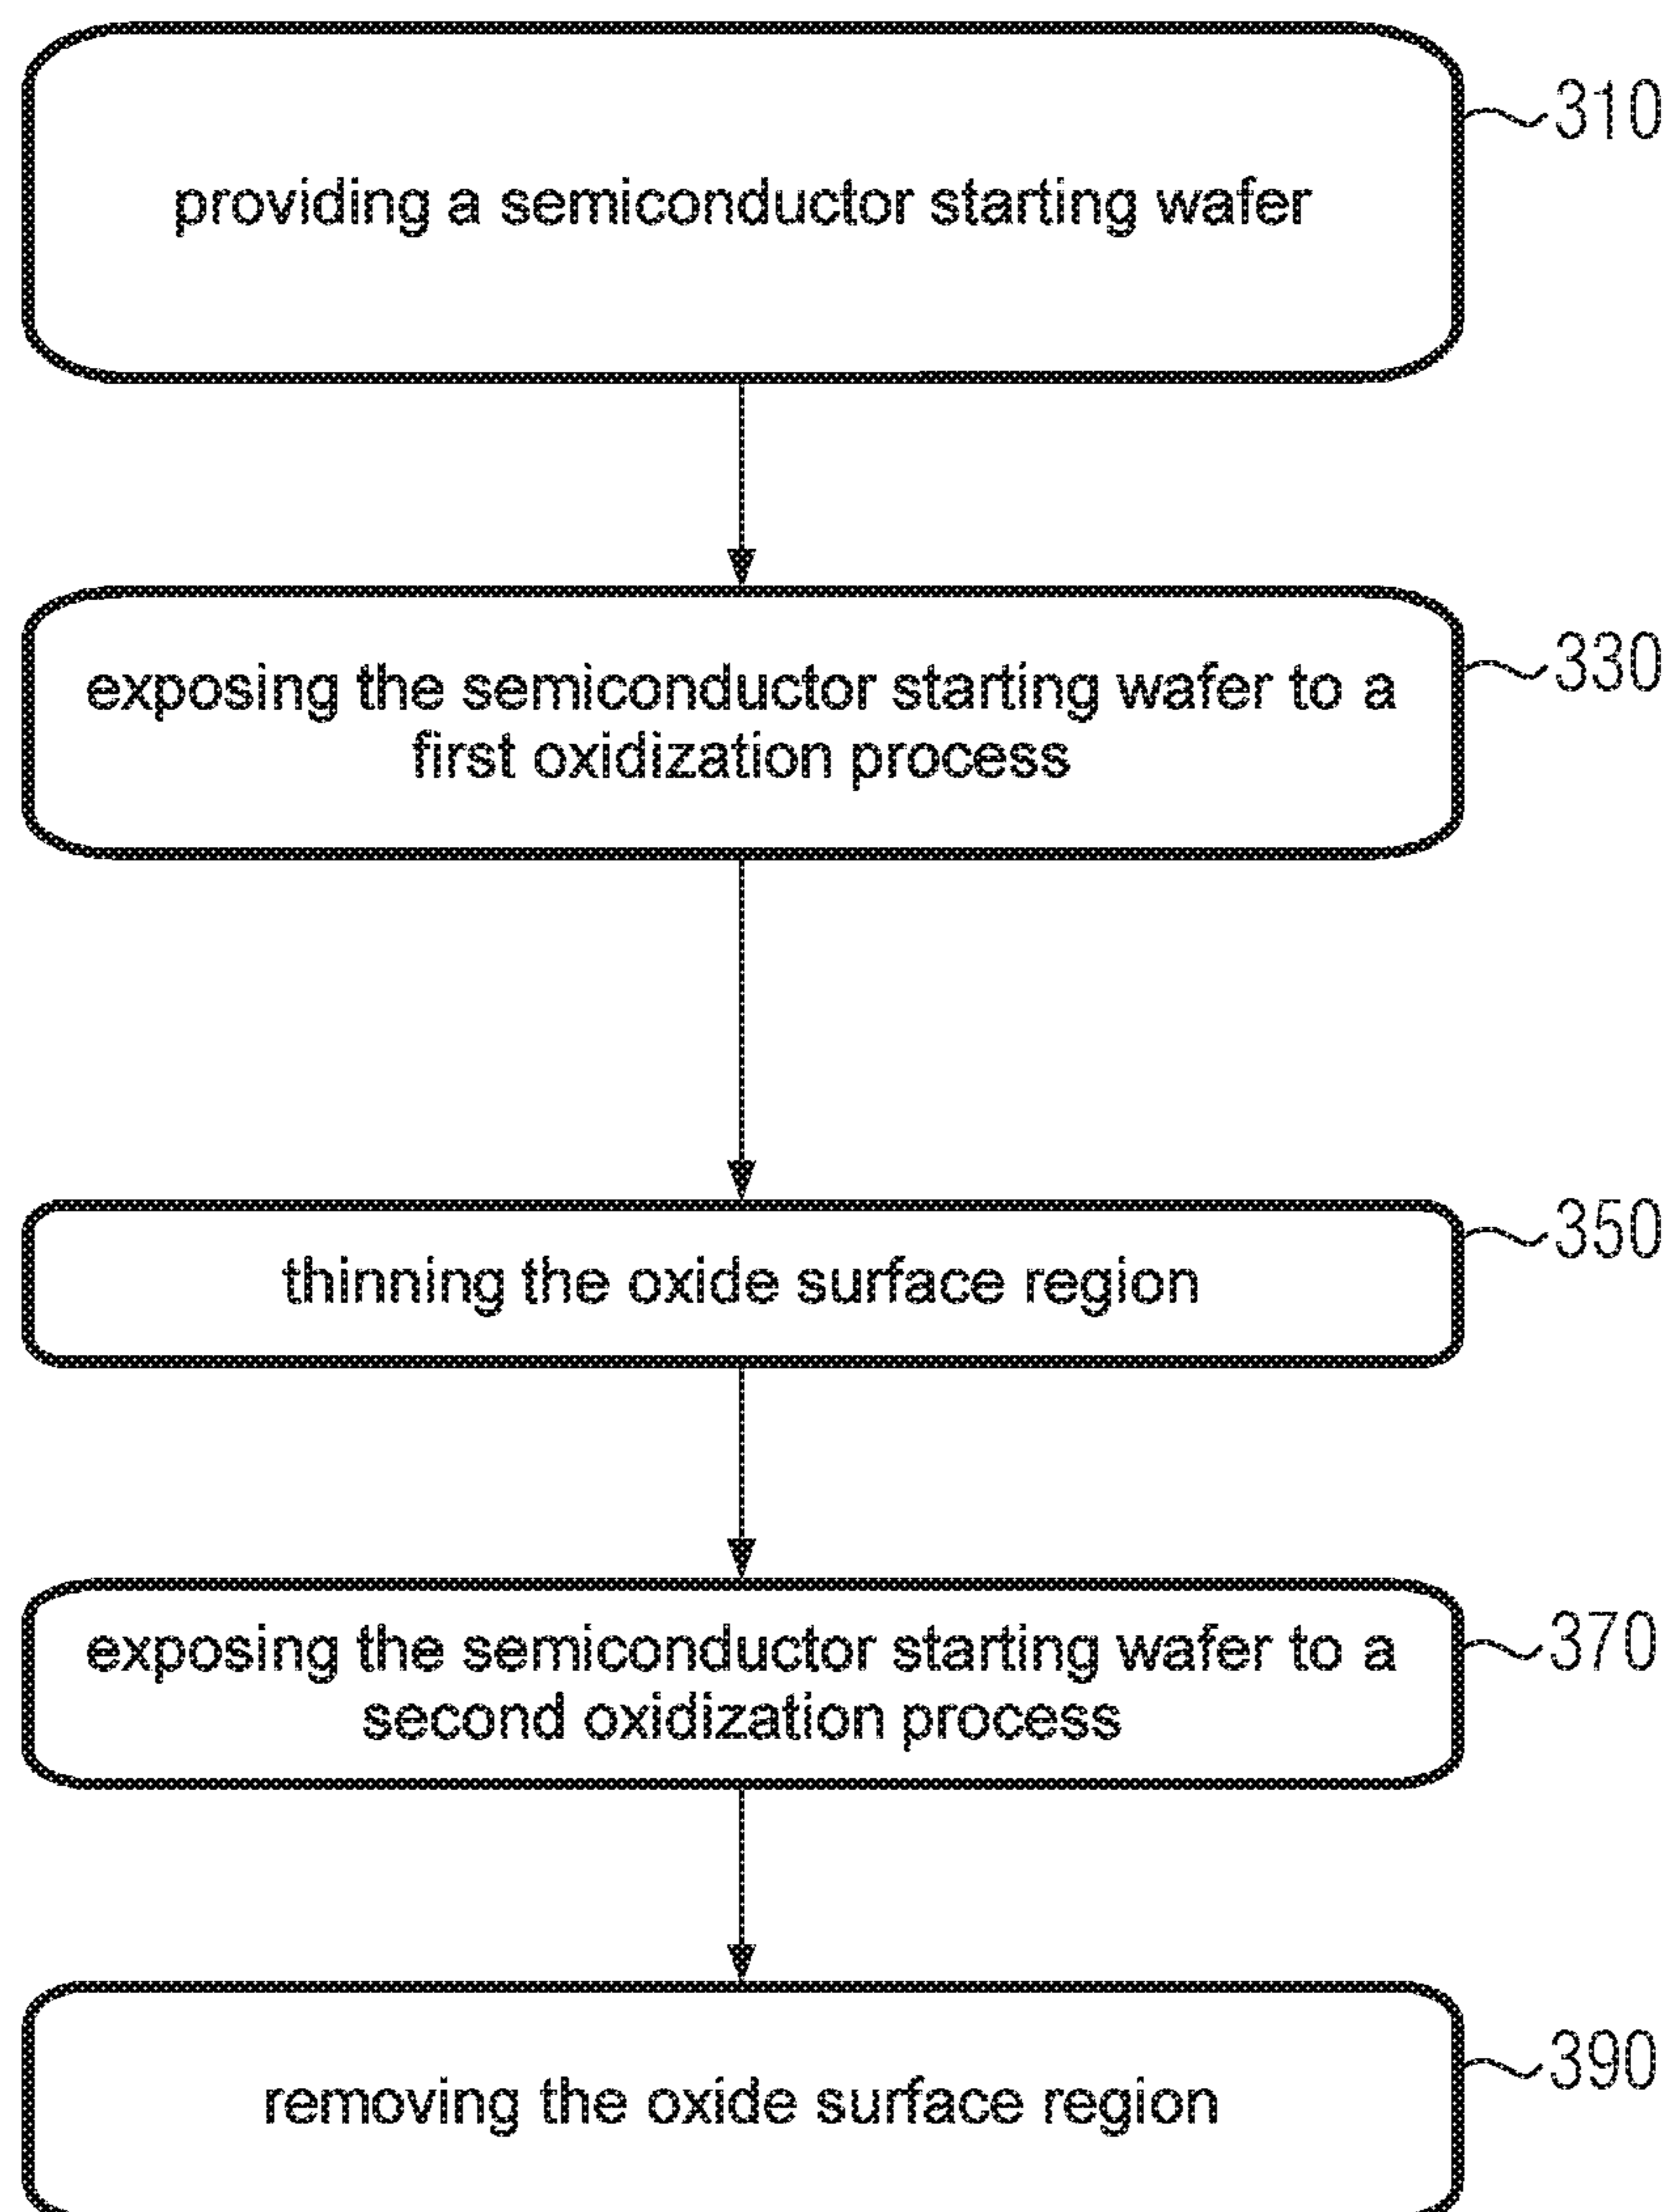 310
providing a semiconductor starting wafer
330
exposing the semiconductor starting wafer to a
first oxidization process
350
thinning the oxide surface region
370
exposing the semiconductor starting wafer to a
second oxidization process
390
removing the oxide surface region